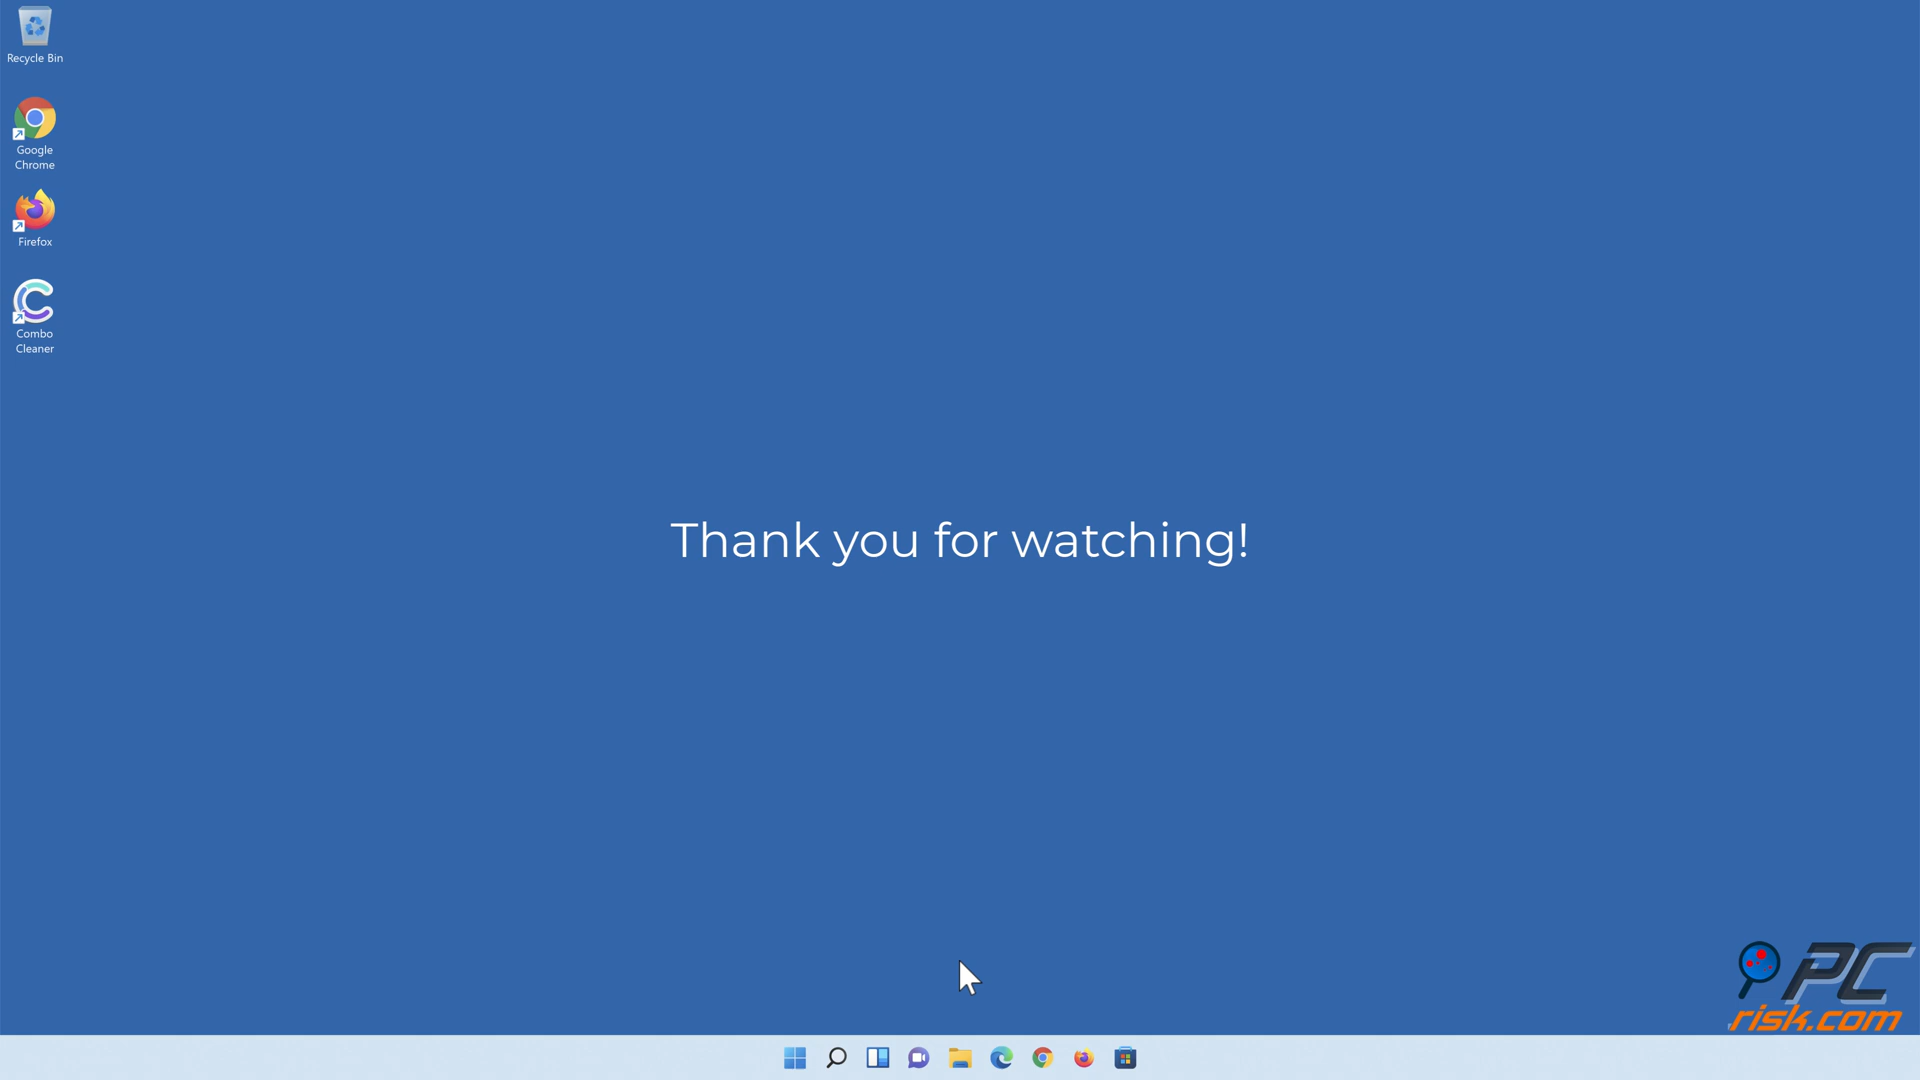 Recycle Bin
Google
Chrome
Firefox
Combo
Cleaner
Thank you for watching!
PC
risk.com